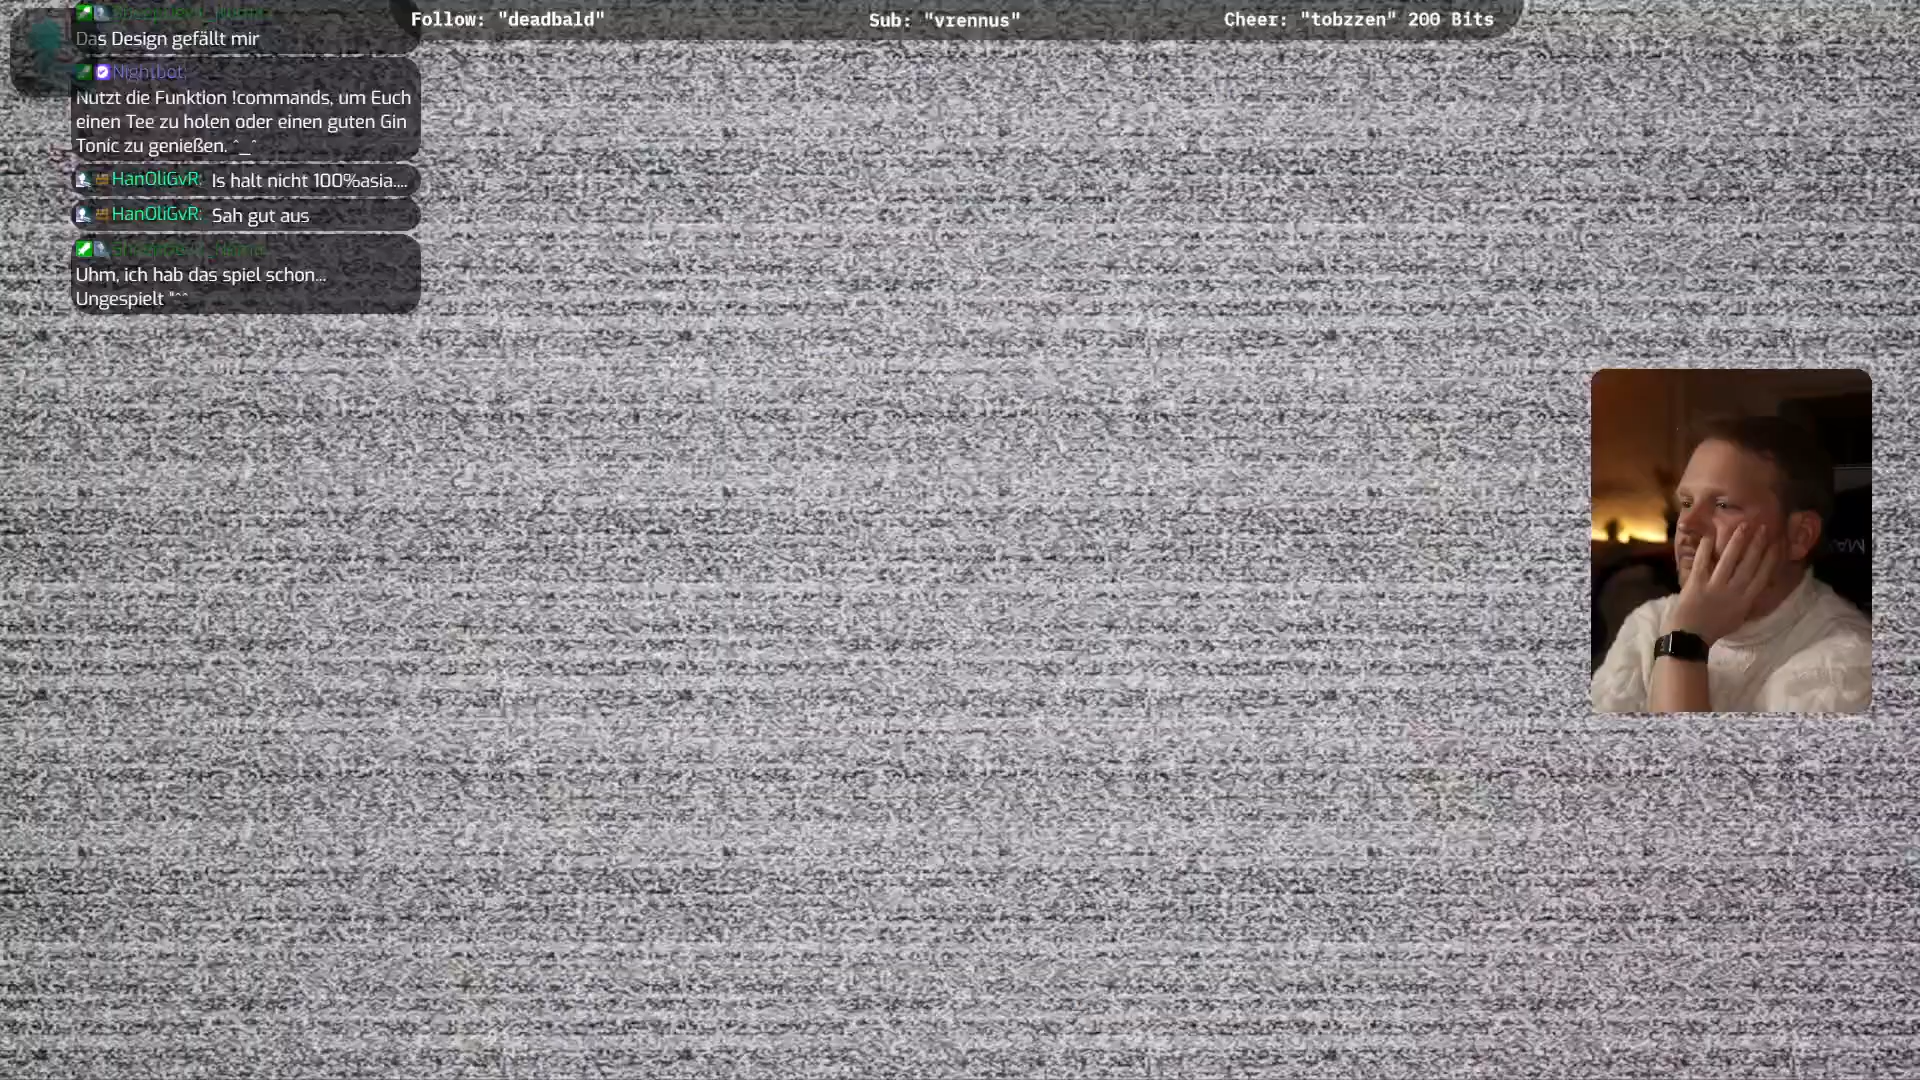 Follow: "deadbald"
Sub: "vrennus"
Cheer: "tobzzen" 200 Bits
Das Design gefällt mir
Nightbot:
Nutzt die Funktion !commands, um Euch
einen Tee zu holen oder einen guten Gin
Tonic zu genießen. ^_^
HanOliGvR: Is halt nicht 100%asia....
HanOliGvR: Sah gut aus
Uhm, ich hab das spiel schon...
Ungespielt "^^